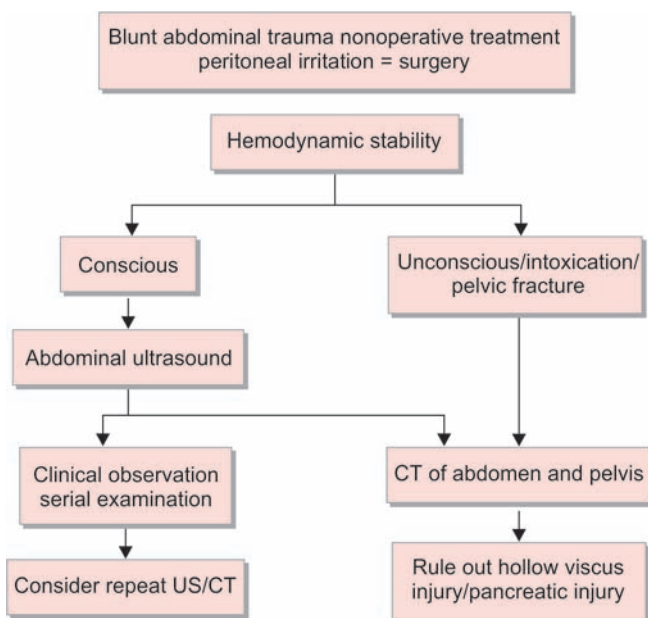 Blunt abdominal trauma nonoperative treatment
peritoneal irritation = surgery
Hemodynamic stability
Conscious
Unconscious/intoxication/
pelvic fracture
Abdominal ultrasound
Clinical observation
serial examination
CT of abdomen and pelvis
Consider repeat US/CT
Rule out hollow viscus
injury/pancreatic injury